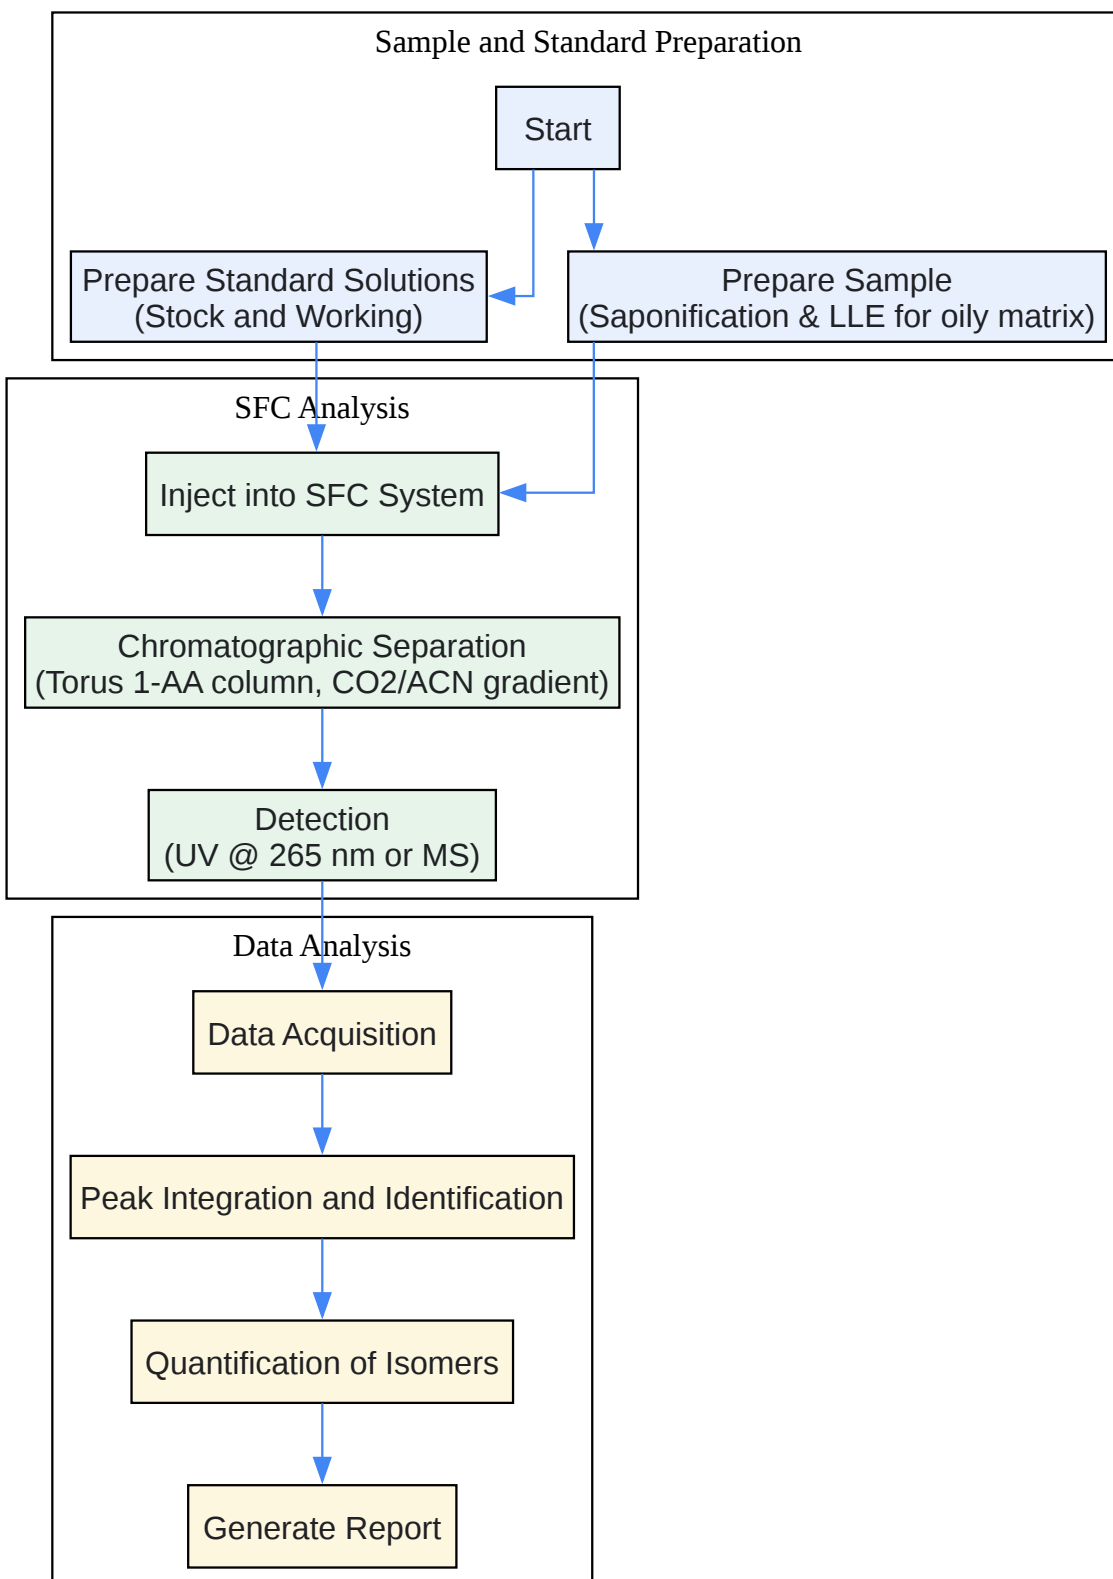 Sample and Standard Preparation
Start
Prepare Standard Solutions
(Stock and Working)
Prepare Sample
(Saponification & LLE for oily matrix)
SFC Analysis
Inject into SFC System
Chromatographic Separation
(Torus 1-AA column, CO2/ACN gradient)
Detection
(UV @ 265 nm or MS)
Data Analysis
Data Acquisition
Peak Integration and Identification
Quantification of Isomers
Generate Report